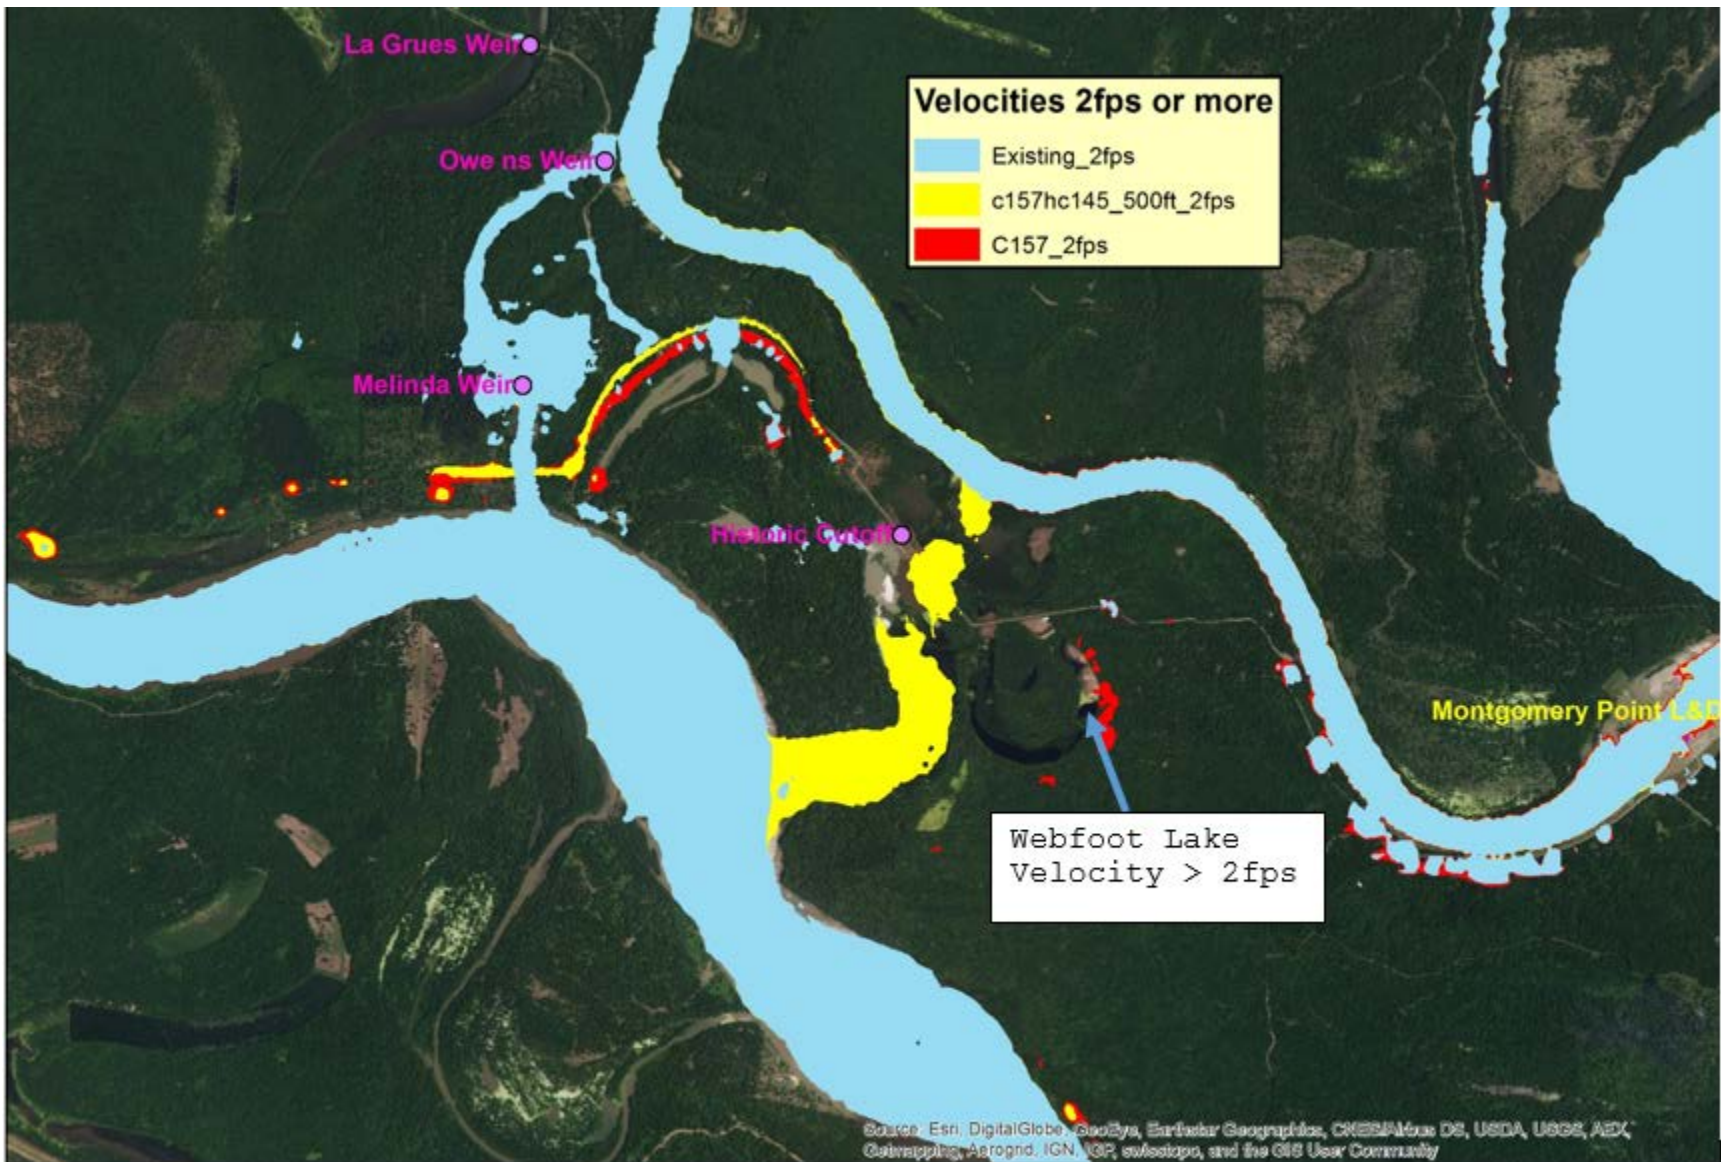 La Grues Weir
Owe ns Weir
Melinda Weir
Historic Cutoff
Velocities 2fps or more
Existing_2fps
c157hc145_500ft_2fps
C157_2fps
Montgomery Point L&D
Webfoot Lake
Velocity > 2fps
Source: Esri, DigitalGlobe, GeoEye, Earthstar Geographics, CNES/Airbus DS, USDA, USGS, AEX,
Getmapping, Aerogrid, IGN, IGP, swisstopo, and the GIS User Community